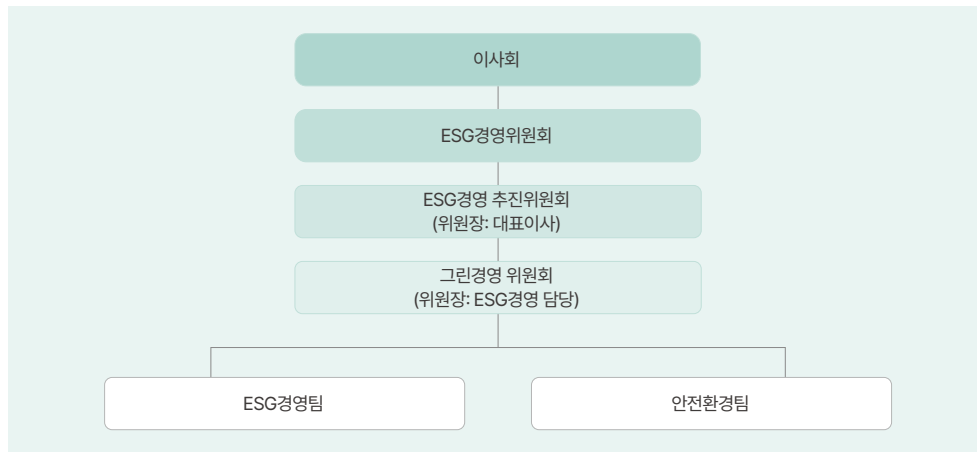 이사회
ESG경영위원회
ESG경영 추진위원회
(위원장: 대표이사)
그린경영 위원회
(위원장: ESG경영 담당)
ESG경영팀
안전환경팀